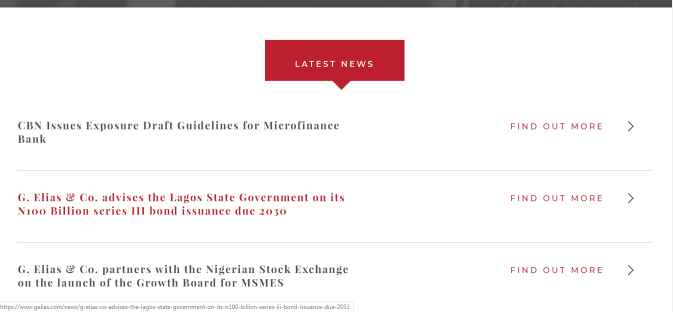 LATEST NEWS
CBN Issues Exposure Draft Guidelines for Microfinance
Bank
FIND OUT MORE
G. Elias & Co. advises the Lagos State Government on its
N100 Billion series III bond issuance due 2030
FIND OUT MORE
G. Elias & Co. partners with the Nigerian Stock Exchange
on the launch of the Growth Board for MSMES
FIND OUT MORE
https://www.gelias.com/news/g-elias-co-advises-the-lagos-state-government-on-its-n100-billion-series-iii-bond-issuance-due-2051